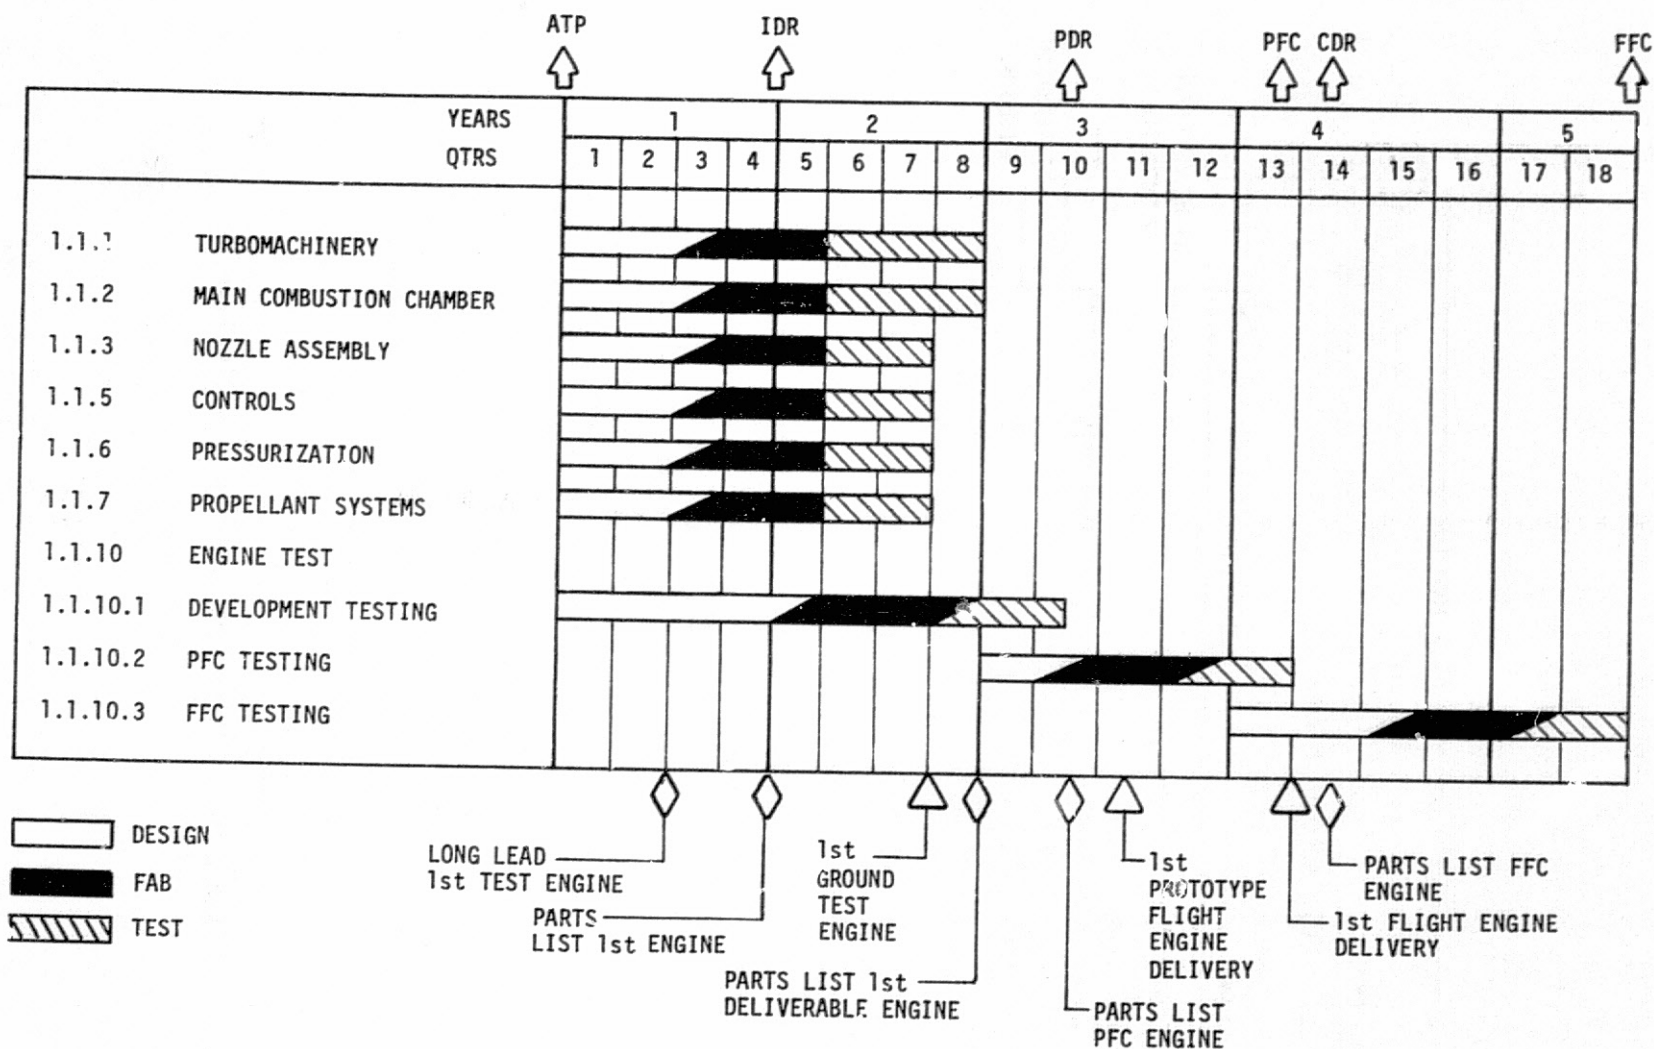 ATP IDR PDR PFC CDR FFC
YEARS 1 2 3 4 5
QTRS 1 2 3 4 5 6 7 8 9 10 11 12 13 14 15 16 17 18
1.1.1 TURBOMACHINERY
1.1.2 MAIN COMBUSTION CHAMBER
1.1.3 NOZZLE ASSEMBLY
1.1.5 CONTROLS
1.1.6 PRESSURIZATION
1.1.7 PROPELLANT SYSTEMS
1.1.10 ENGINE TEST
1.1.10.1 DEVELOPMENT TESTING
1.1.10.2 PFC TESTING
1.1.10.3 FFC TESTING
DESIGN
FAB
TEST
LONG LEAD
1st TEST ENGINE
PARTS
LIST 1st ENGINE
1st
GROUND
TEST
ENGINE
PARTS LIST 1st
DELIVERABLE ENGINE
PARTS LIST
PFC ENGINE
1st
PROTOTYPE
FLIGHT
ENGINE
DELIVERY
1st FLIGHT ENGINE
DELIVERY
PARTS LIST FFC
ENGINE